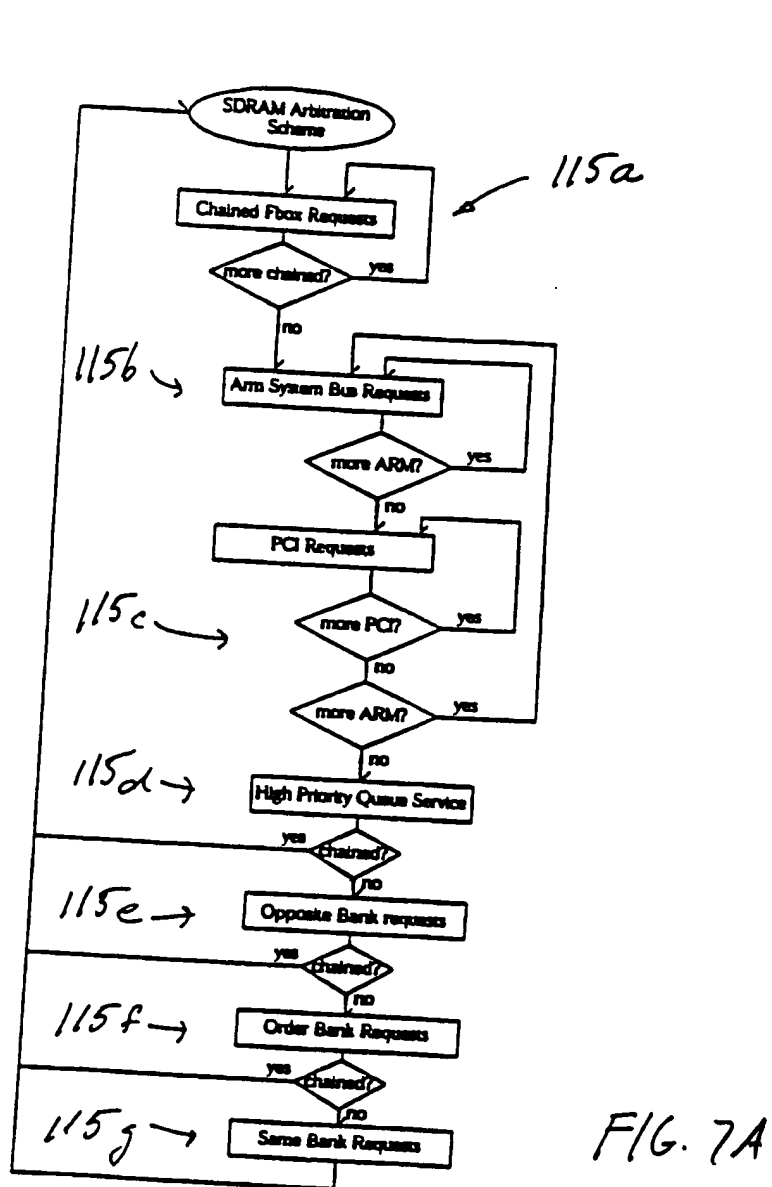 SDRAM Arbitration
Scheme
115a
Chained Fbox Requests
more chained?
yes
no
115b
Arm System Bus Requests
more ARM?
yes
no
PCI Requests
115c
more PCI?
yes
no
more ARM?
yes
no
115d
High Priority Queue Service
yes
chained?
no
115e
Opposite Bank requests
yes
chained?
no
115f
Order Bank Requests
yes
chained?
no
115g
Same Bank Requests
FIG. 7A